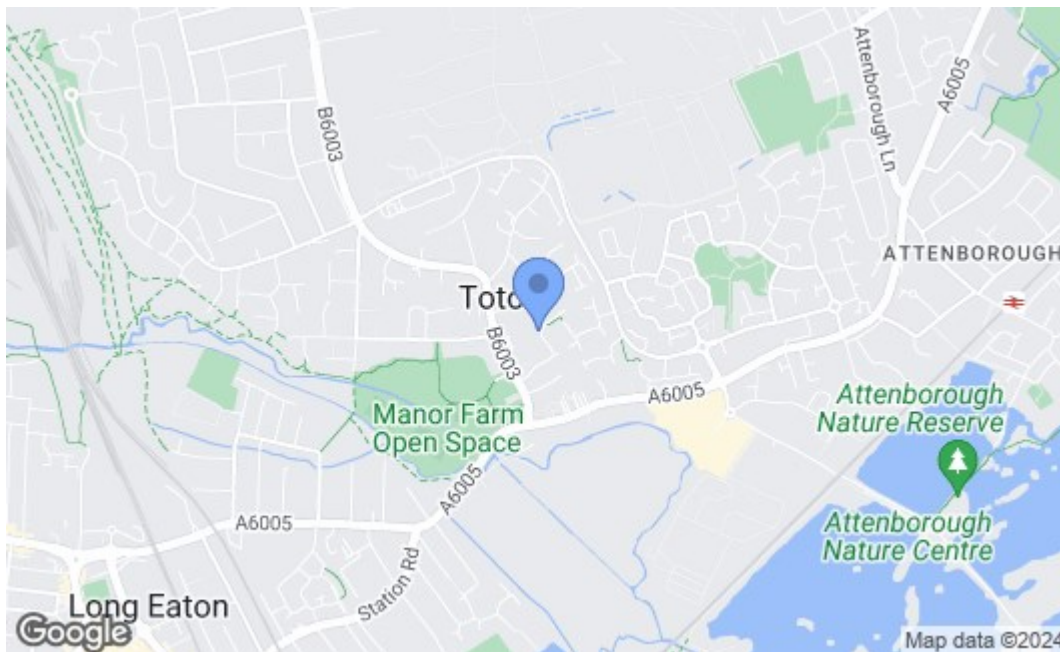 Attenborough Ln
A6005
B6003
ATTENBOROUGH
Toto
B6003
A6005
Manor Farm
Open Space
Attenborough
Nature Reserve
A6005
A6005
Attenborough
Nature Centre
Station Rd
Long Eaton
Google
Map data ©2024